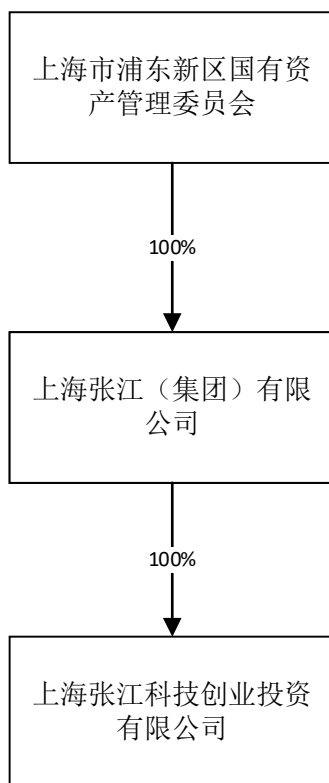 上海市浦东新区国有资
产管理委员会
100%
上海张江（集团）有限
公司
100%
上海张江科技创业投资
有限公司